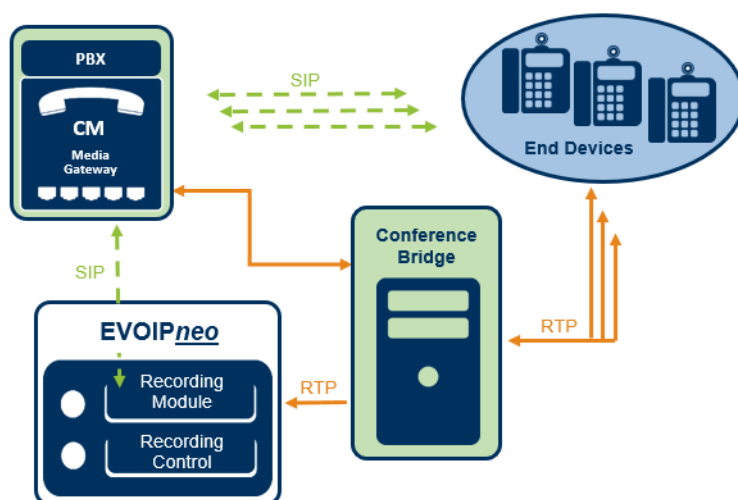 PBX
CM
Media
Gateway
SIP
End Devices
SIP
Conference
Bridge
RTP
EVOIPneo
RTP
Recording
Module
Recording
Control